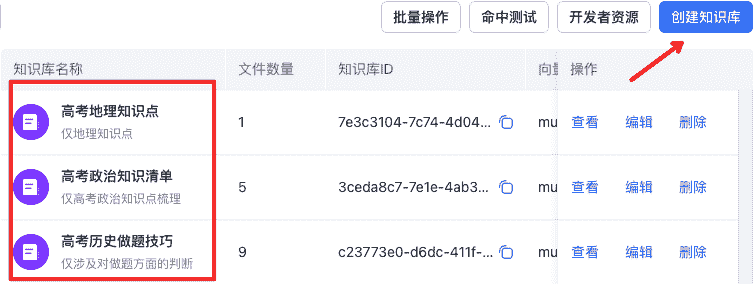 批量操作 命中测试 开发者资源 创建知识库
知识库名称 文件数量 知识库ID 向量 操作
高考地理知识点
仅地理知识点
1 7e3c3104-7c74-4d04... mu 查看 编辑 删除
高考政治知识清单
仅高考政治知识点梳理
5 3ceda8c7-7e1e-4ab3... mu 查看 编辑 删除
高考历史做题技巧
仅涉及对做题方面的判断
9 c23773e0-d6dc-411f-... mu 查看 编辑 删除